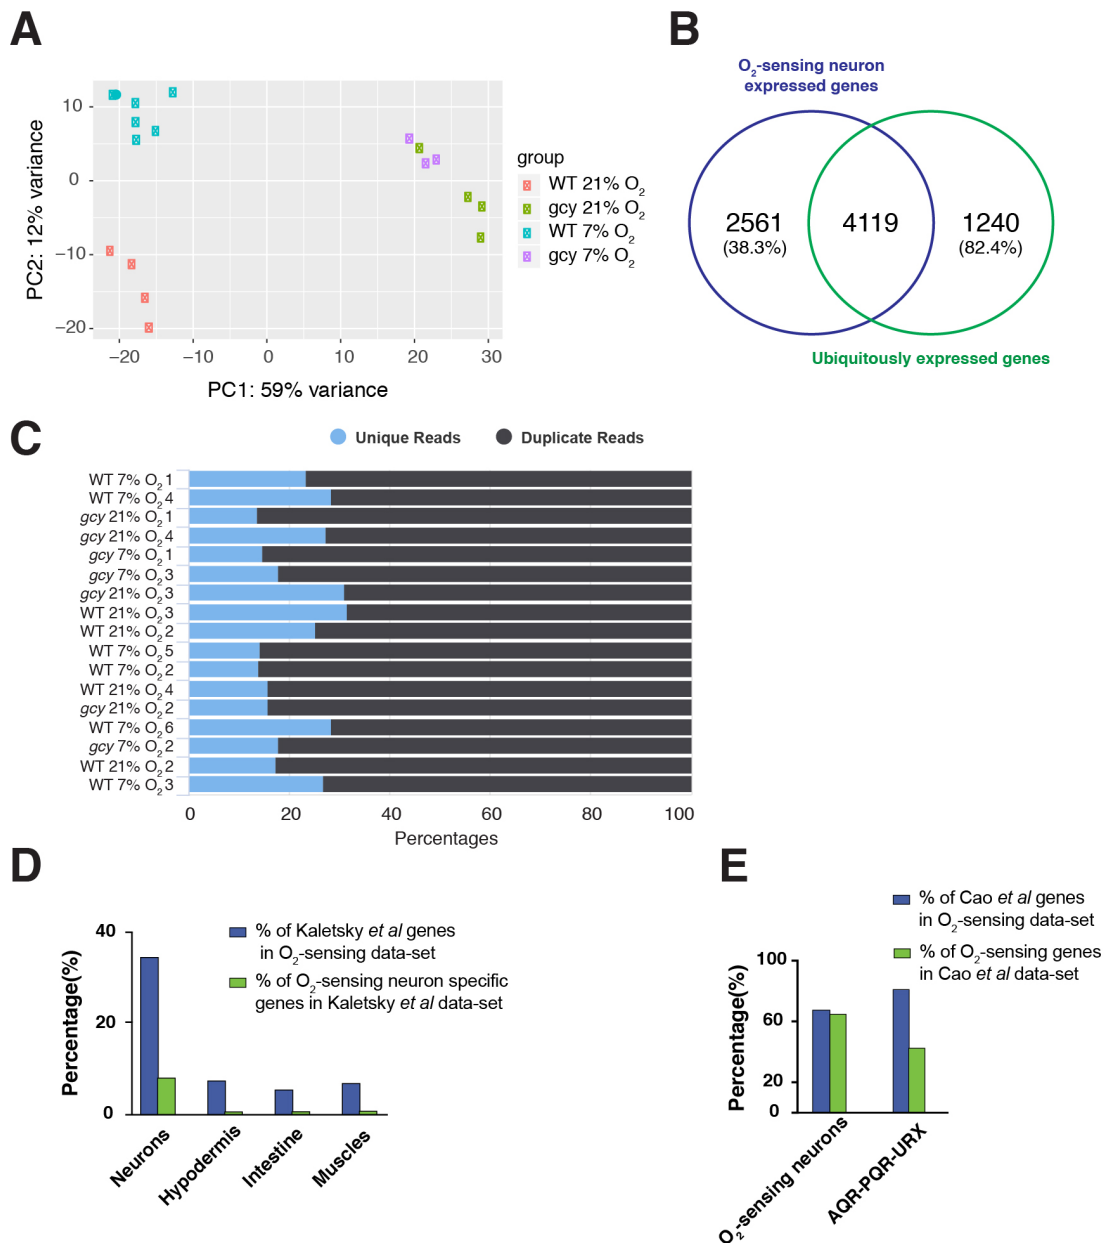 A
10
0
−10
−20
−20
−10
0
10
20
30
PC2: 12% variance
PC1: 59% variance
group
WT 21% O2
gcy 21% O2
WT 7% O2
gcy 7% O2
B
O2-sensing neuron
expressed genes
2561
(38.3%)
4119
1240
(82.4%)
Ubiquitously expressed genes
C
Unique Reads
Duplicate Reads
WT 7% O2 1
WT 7% O2 4
gcy 21% O2 1
gcy 21% O2 4
gcy 7% O2 1
gcy 7% O2 3
gcy 21% O2 3
WT 21% O2 3
WT 21% O2 2
WT 7% O2 5
WT 7% O2 2
WT 21% O2 4
gcy 21% O2 2
WT 7% O2 6
gcy 7% O2 2
WT 21% O2 2
WT 7% O2 3
0
20
40
60
80
100
Percentages
D
% of Kaletsky et al genes
in O2-sensing data-set
% of O2-sensing neuron specific
genes in Kaletsky et al data-set
40
20
0
Percentage(%)
Neurons
Hypodermis
Intestine
Muscles
E
% of Cao et al genes
in O2-sensing data-set
% of O2-sensing genes
in Cao et al data-set
100
60
20
0
Percentage(%)
O2-sensing neurons
AQR-PQR-URX